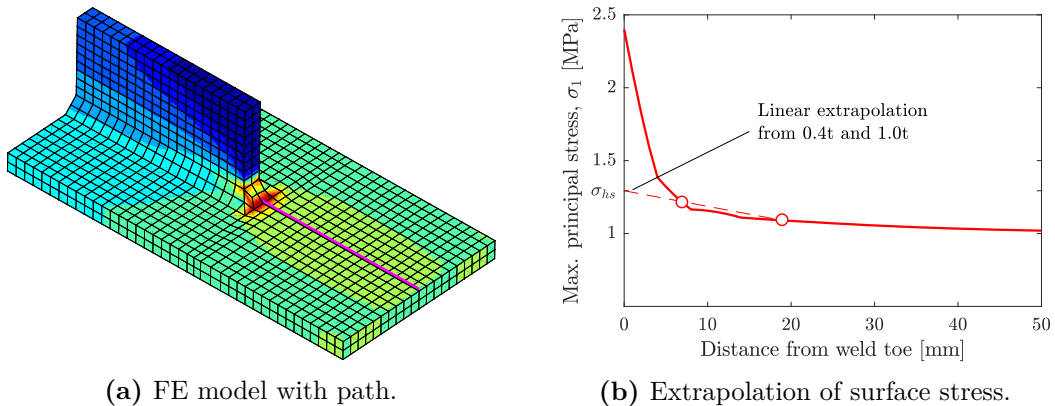 2.5
2
1.5
σhs
1
Max. principal stress, σ1 [MPa]
Linear extrapolation
from 0.4t and 1.0t
0 10 20 30 40 50
Distance from weld toe [mm]
(a) FE model with path.
(b) Extrapolation of surface stress.